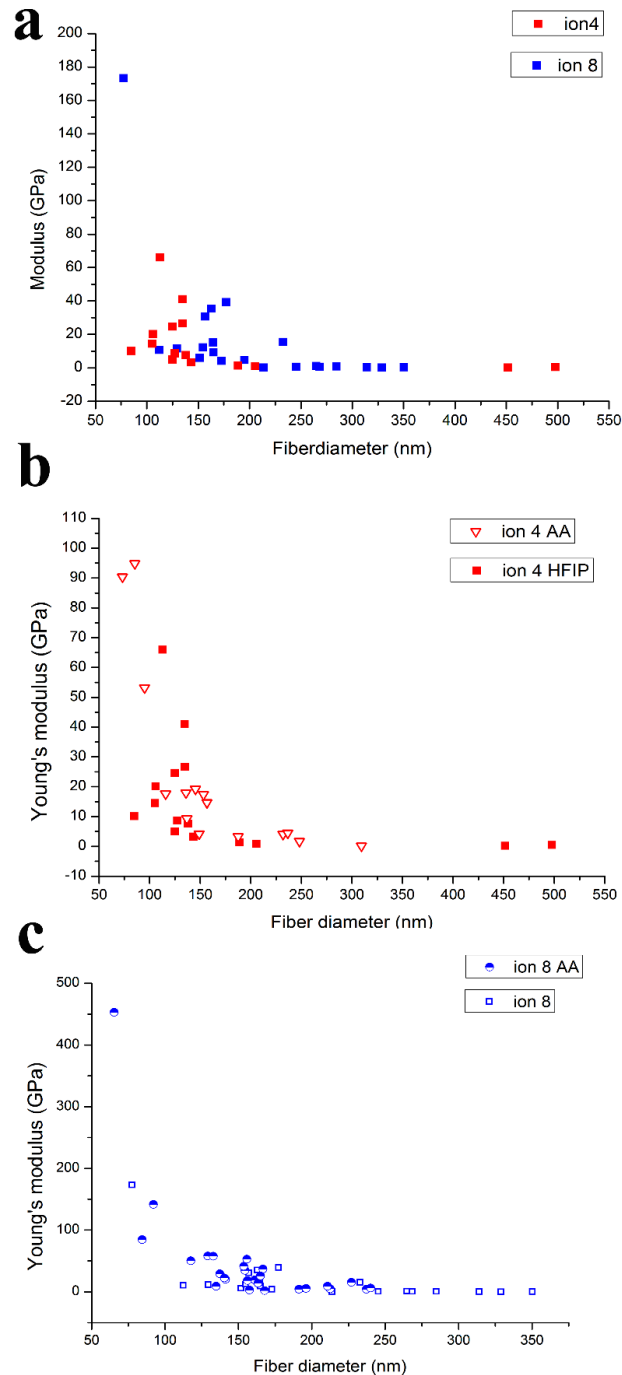 a
ion4
ion 8
200
180
160
140
120
100
80
60
40
20
0
-20
Modulus (GPa)
50 100 150 200 250 300 350 400 450 500 550
Fiberdiameter (nm)
b
ion 4 AA
ion 4 HFIP
110
100
90
80
70
60
50
40
30
20
10
0
-10
Young's modulus (GPa)
50 100 150 200 250 300 350 400 450 500 550
Fiber diameter (nm)
c
ion 8 AA
ion 8
500
400
300
200
100
0
Young's modulus (GPa)
50 100 150 200 250 300 350
Fiber diameter (nm)